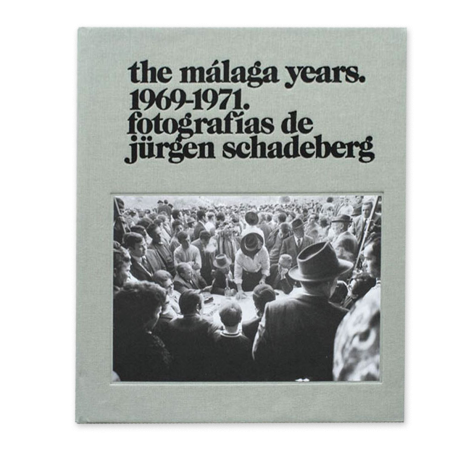 the málaga years.
1969-1971.
fotografías de
jürgen schadeberg